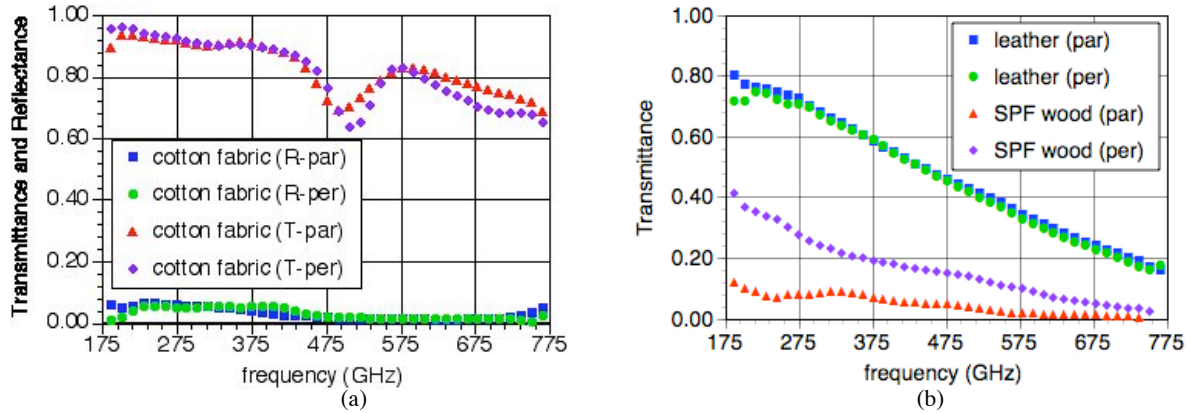 Transmittance and Reflectance
1.00
0.80
0.60
0.40
0.20
0.00
cotton fabric (R-par)
cotton fabric (R-per)
cotton fabric (T-par)
cotton fabric (T-per)
175 275 375 475 575 675 775
frequency (GHz)
(a)
Transmittance
1.00
0.80
0.60
0.40
0.20
0.00
leather (par)
leather (per)
SPF wood (par)
SPF wood (per)
175 275 375 475 575 675 775
frequency (GHz)
(b)